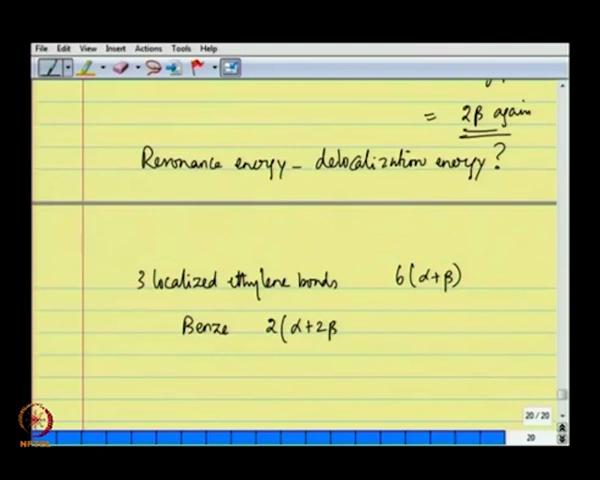 File Edit View Insert Actions Tools Help
= 2β again
Resonance energy - delocalization energy?
3 localized ethylene bonds 6(α+β)
Benze 2(α+2β
20/20
20
NPTEL